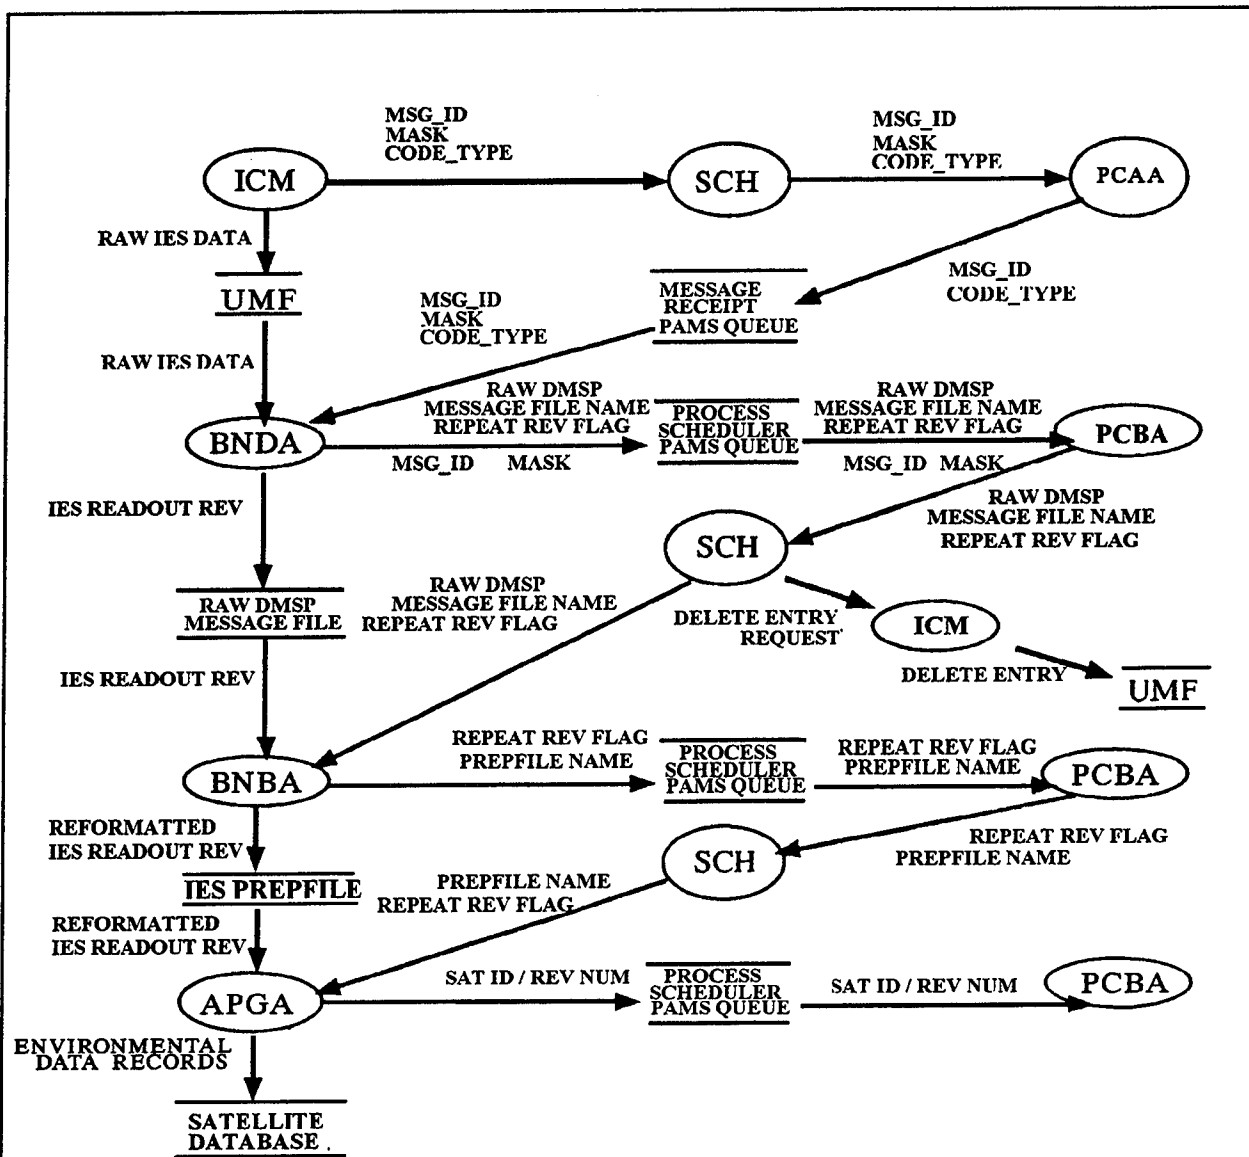 MSG_ID
MASK
CODE_TYPE
MSG_ID
MASK
CODE_TYPE
ICM
SCH
PCAA
RAW IES DATA
MSG_ID
CODE_TYPE
UMF
MESSAGE
RECEIPT
PAMS QUEUE
MSG_ID
MASK
CODE_TYPE
RAW IES DATA
RAW DMSP
MESSAGE FILE NAME
REPEAT REV FLAG
PROCESS
SCHEDULER
PAMS QUEUE
RAW DMSP
MESSAGE FILE NAME
REPEAT REV FLAG
BNDA
PCBA
MSG_ID MASK
MSG_ID MASK
IES READOUT REV
RAW DMSP
MESSAGE FILE NAME
REPEAT REV FLAG
SCH
RAW DMSP
MESSAGE FILE NAME
REPEAT REV FLAG
RAW DMSP
MESSAGE FILE
DELETE ENTRY
REQUEST
ICM
IES READOUT REV
DELETE ENTRY
UMF
REPEAT REV FLAG
PREPFILE NAME
PROCESS
SCHEDULER
PAMS QUEUE
REPEAT REV FLAG
PREPFILE NAME
BNBA
PCBA
REFORMATTED
IES READOUT REV
REPEAT REV FLAG
PREPFILE NAME
SCH
IES PREPFILE
PREPFILE NAME
REPEAT REV FLAG
REFORMATTED
IES READOUT REV
APGA
SAT ID / REV NUM
PROCESS
SCHEDULER
PAMS QUEUE
SAT ID / REV NUM
PCBA
ENVIRONMENTAL
DATA RECORDS
SATELLITE
DATABASE